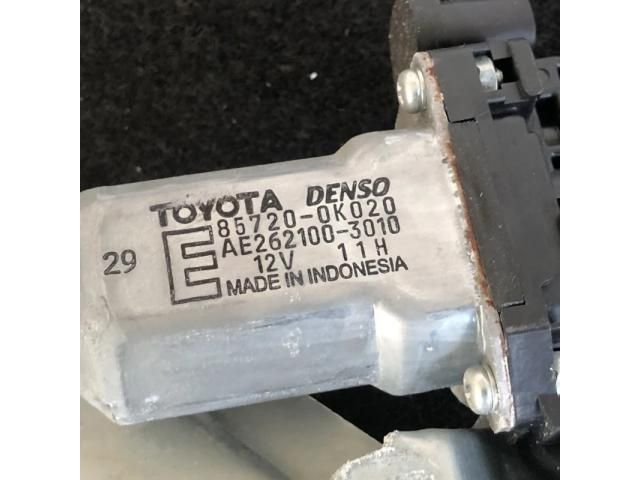 TOYOTA DENSO
85720-0K020
AE262100-3010
29 E 12V 11H
MADE IN INDONESIA